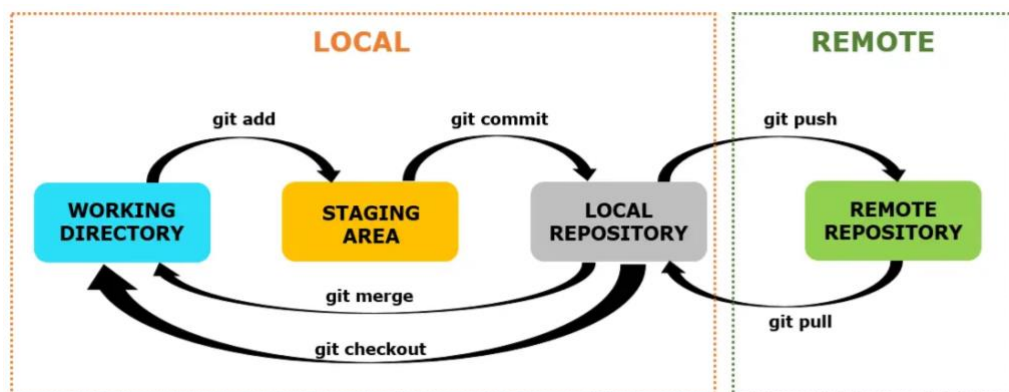 LOCAL
REMOTE
git add
git commit
git push
WORKING
DIRECTORY
STAGING
AREA
LOCAL
REPOSITORY
REMOTE
REPOSITORY
git merge
git pull
git checkout